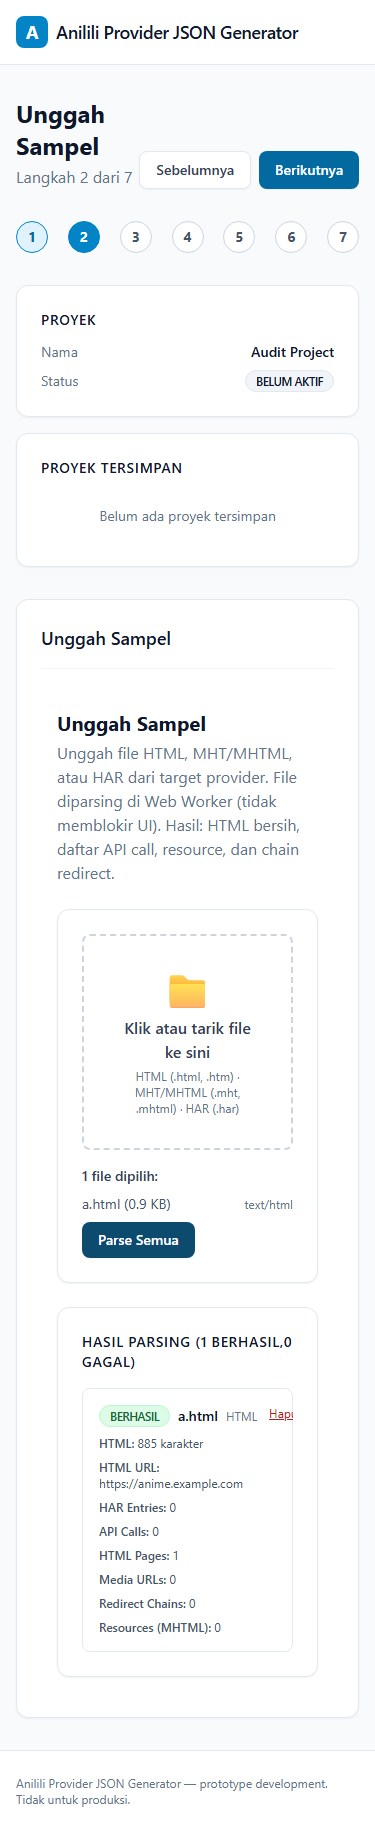 A Anilili Provider JSON Generator
Unggah
Sampel
Langkah 2 dari 7
Sebelumnya
Berikutnya
1 2 3 4 5 6 7
PROYEK
Nama Audit Project
Status BELUM AKTIF
PROYEK TERSIMPAN
Belum ada proyek tersimpan
Unggah Sampel
Unggah Sampel
Unggah file HTML, MHT/MHTML,
atau HAR dari target provider. File
diparsing di Web Worker (tidak
memblokir UI). Hasil: HTML bersih,
daftar API call, resource, dan chain
redirect.
Klik atau tarik file
ke sini
HTML (.html, .htm) ·
MHT/MHTML (.mht,
.mhtml) · HAR (.har)
1 file dipilih:
a.html (0.9 KB) text/html
Parse Semua
HASIL PARSING (1 BERHASIL,0
GAGAL)
BERHASIL a.html HTML
HTML: 885 karakter
HTML URL:
https://anime.example.com
HAR Entries: 0
API Calls: 0
HTML Pages: 1
Media URLs: 0
Redirect Chains: 0
Resources (MHTML): 0
Anilili Provider JSON Generator — prototype development.
Tidak untuk produksi.